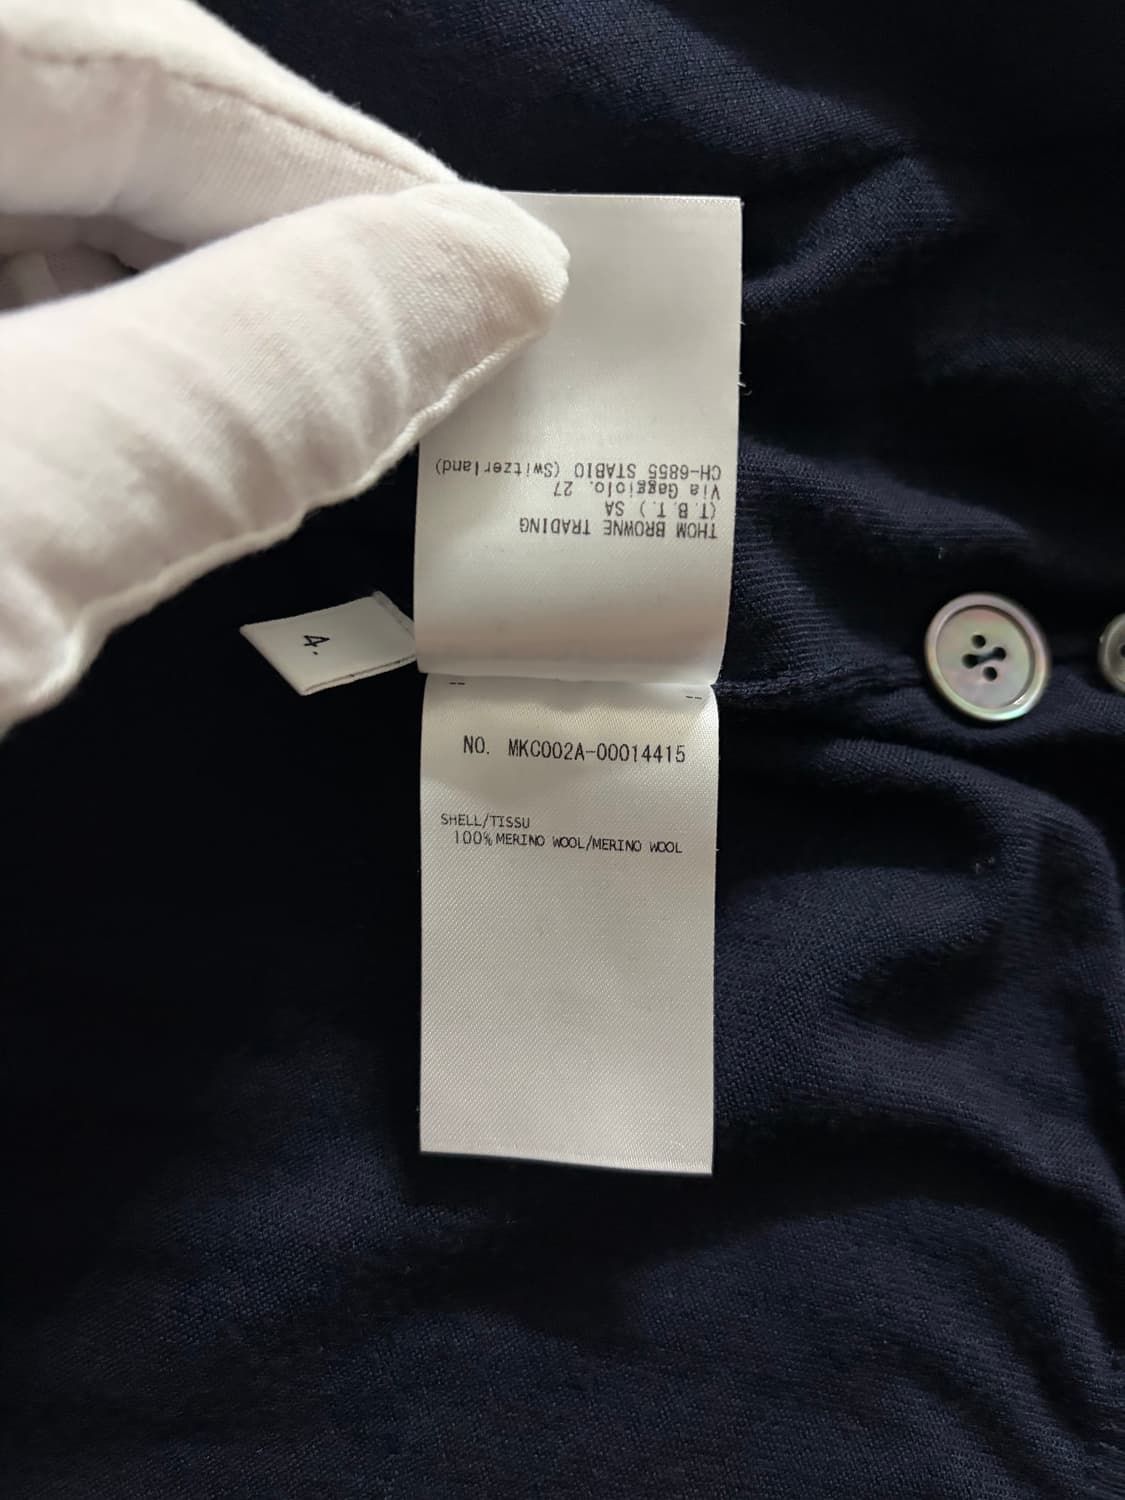 THOM BROWNE TRADING
(T.B.T.) SA
Via Gaggiolo, 27
CH-6855 STABIO (Switzerland)
4.
NO. MKC002A-00014415
SHELL/TISSU
100% MERINO WOOL/MERINO WOOL